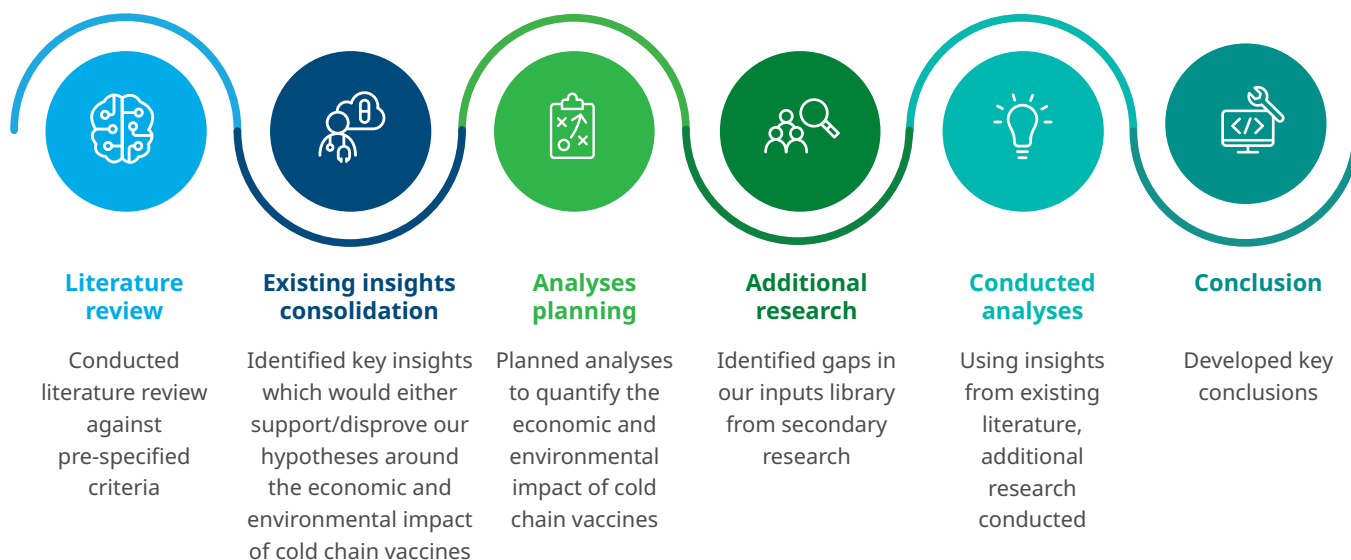 Literature
review
Conducted
literature review
against
pre-specified
criteria
Existing insights
consolidation
Identified key insights
which would either
support/disprove our
hypotheses around
the economic and
environmental impact
of cold chain vaccines
Analyses
planning
Planned analyses
to quantify the
economic and
environmental
impact of cold
chain vaccines
Additional
research
Identified gaps in
our inputs library
from secondary
research
Conducted
analyses
Using insights
from existing
literature,
additional
research
conducted
Conclusion
Developed key
conclusions